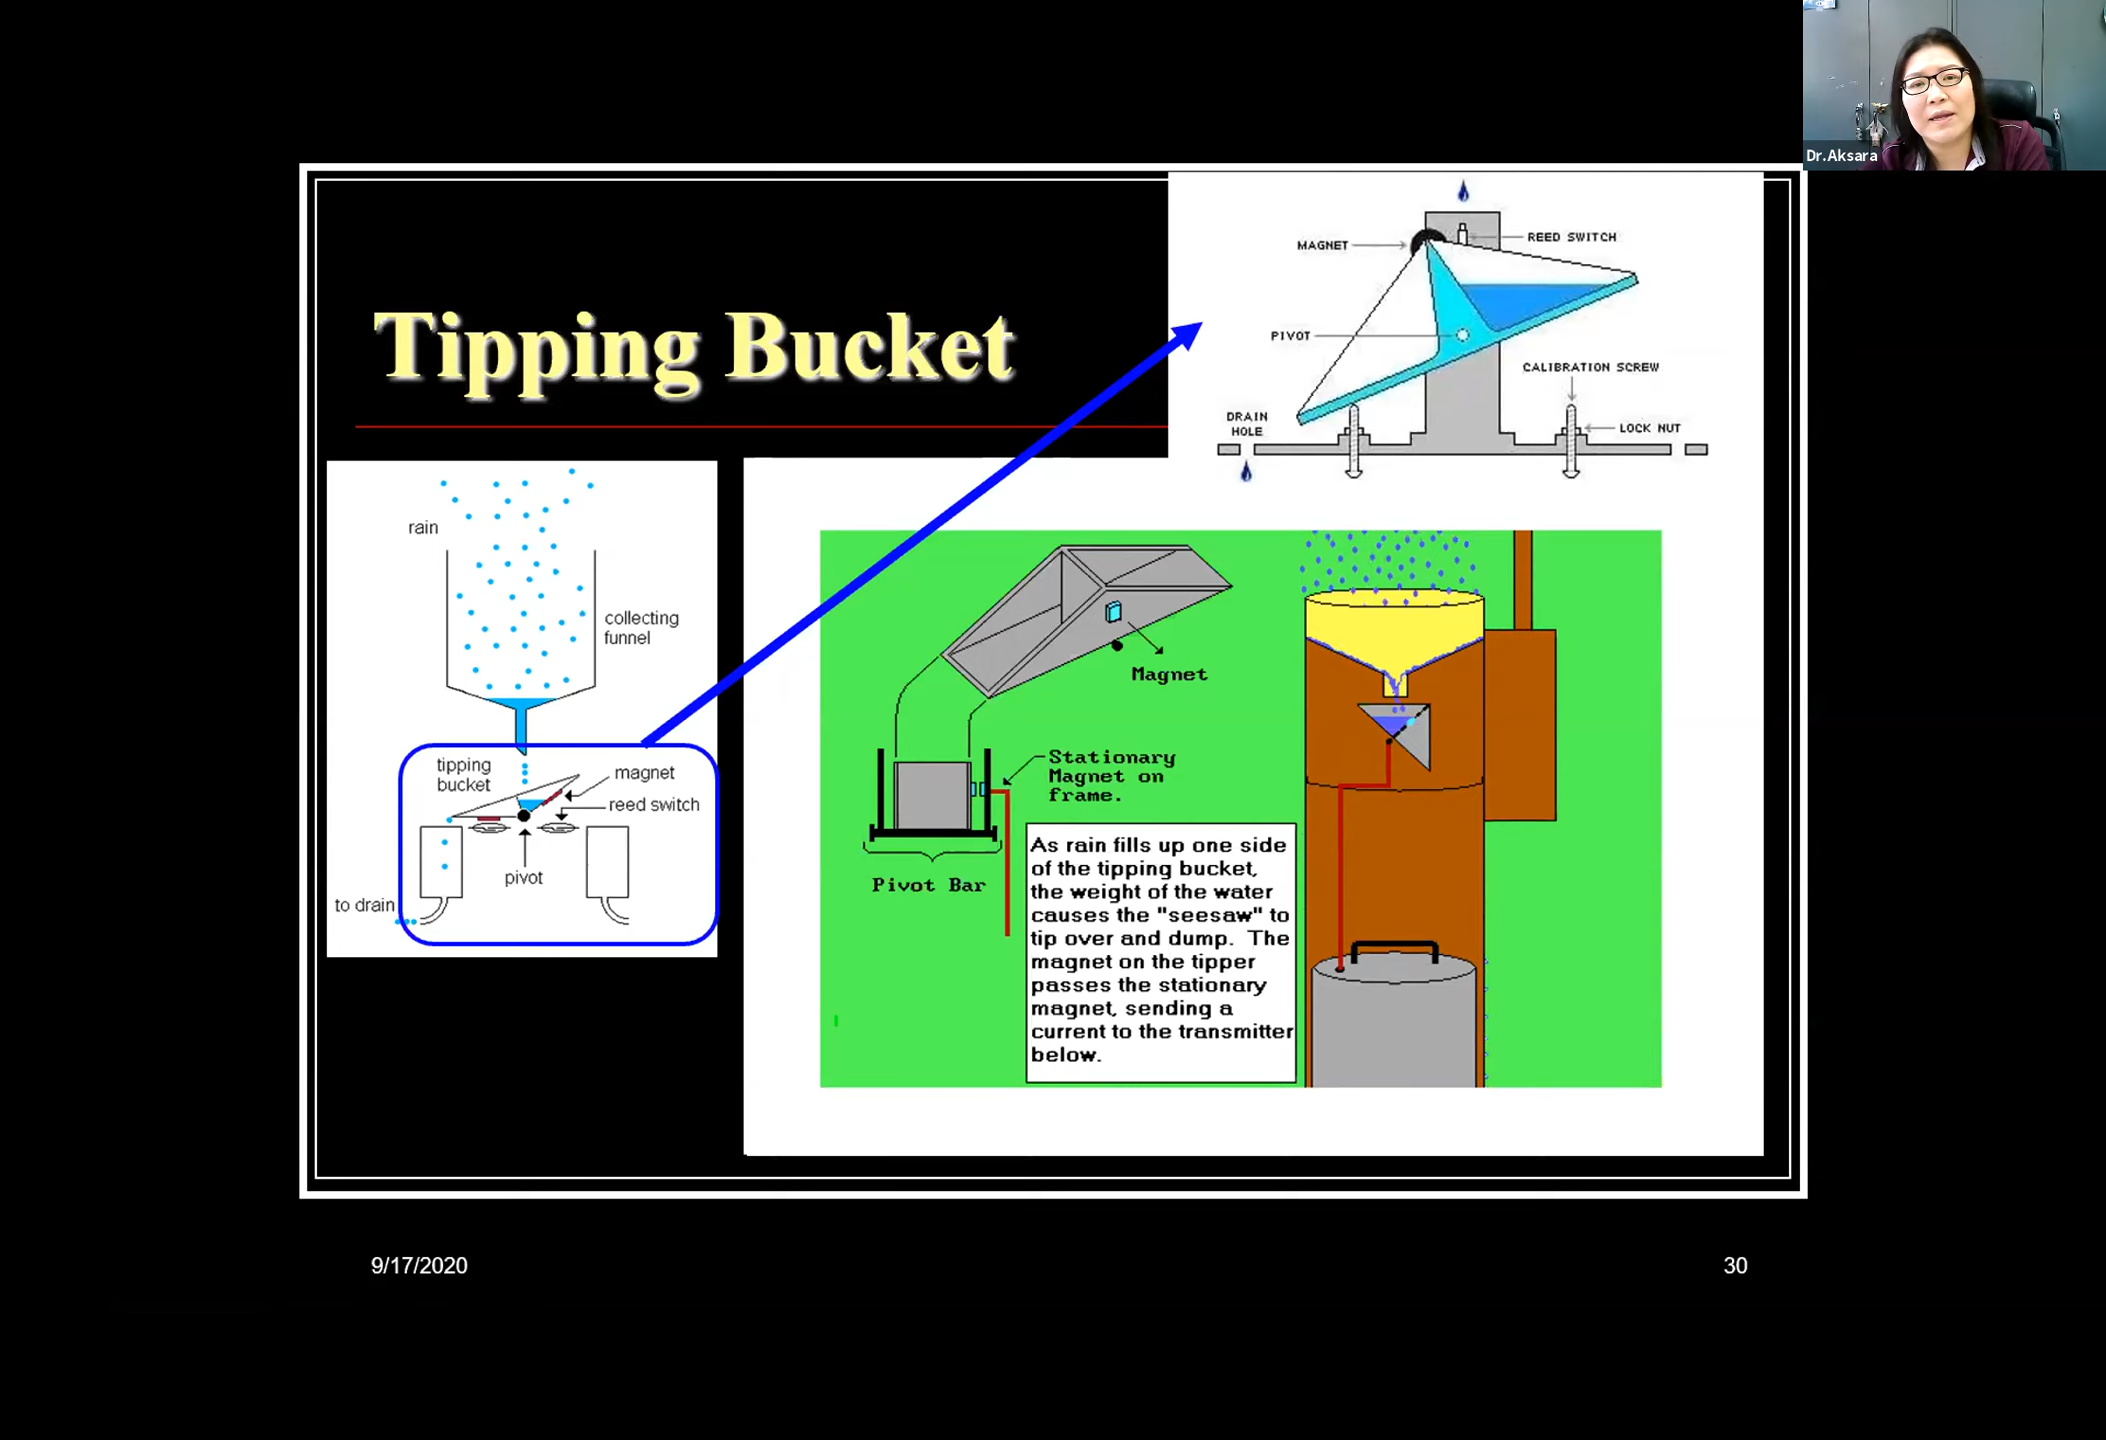 Dr.Aksara
Tipping Bucket
MAGNET
REED SWITCH
PIVOT
CALIBRATION SCREW
DRAIN
HOLE
LOCK NUT
rain
collecting
funnel
tipping
bucket
magnet
reed switch
pivot
to drain
Magnet
Stationary
Magnet on
frame.
Pivot Bar
As rain fills up one side
of the tipping bucket,
the weight of the water
causes the "seesaw" to
tip over and dump. The
magnet on the tipper
passes the stationary
magnet, sending a
current to the transmitter
below.
9/17/2020
30